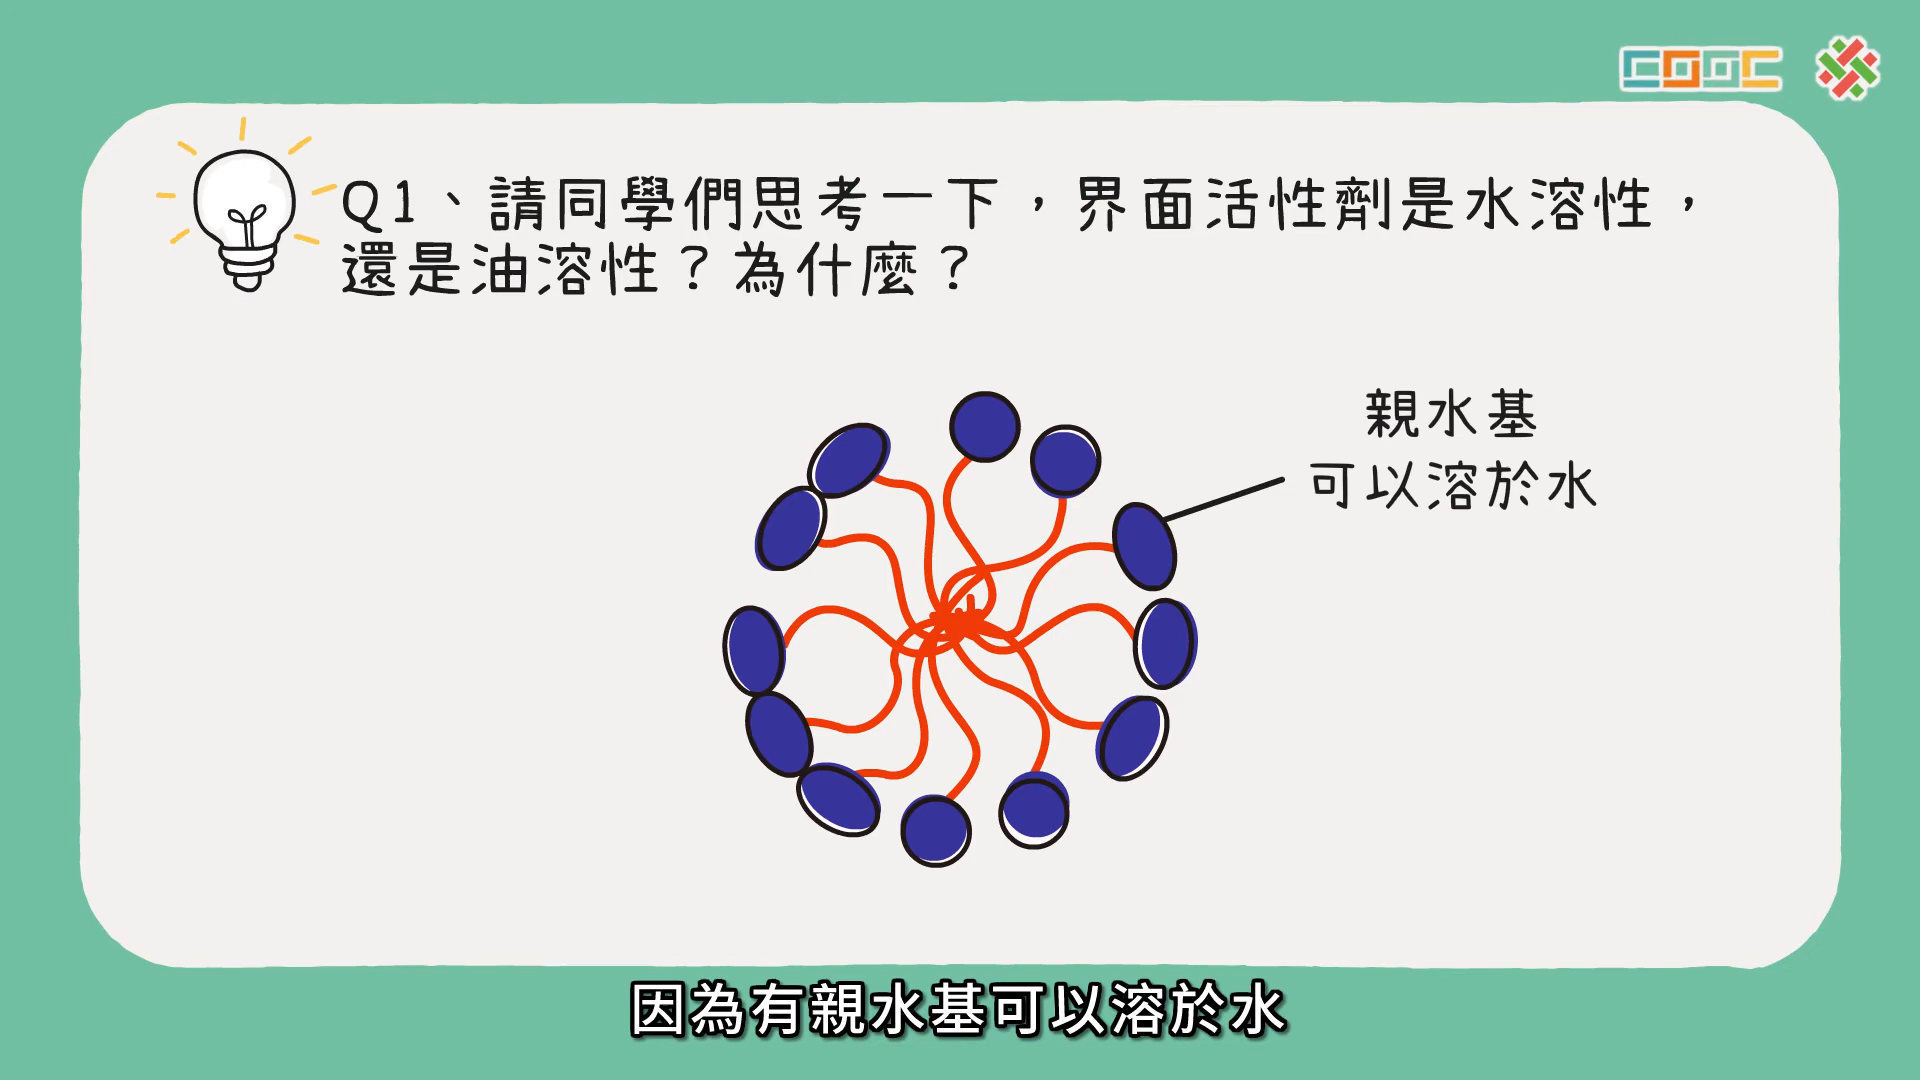 COOC
Q1、請同學們思考一下，界面活性劑是水溶性，
還是油溶性？為什麼？
親水基
可以溶於水
因為有親水基可以溶於水